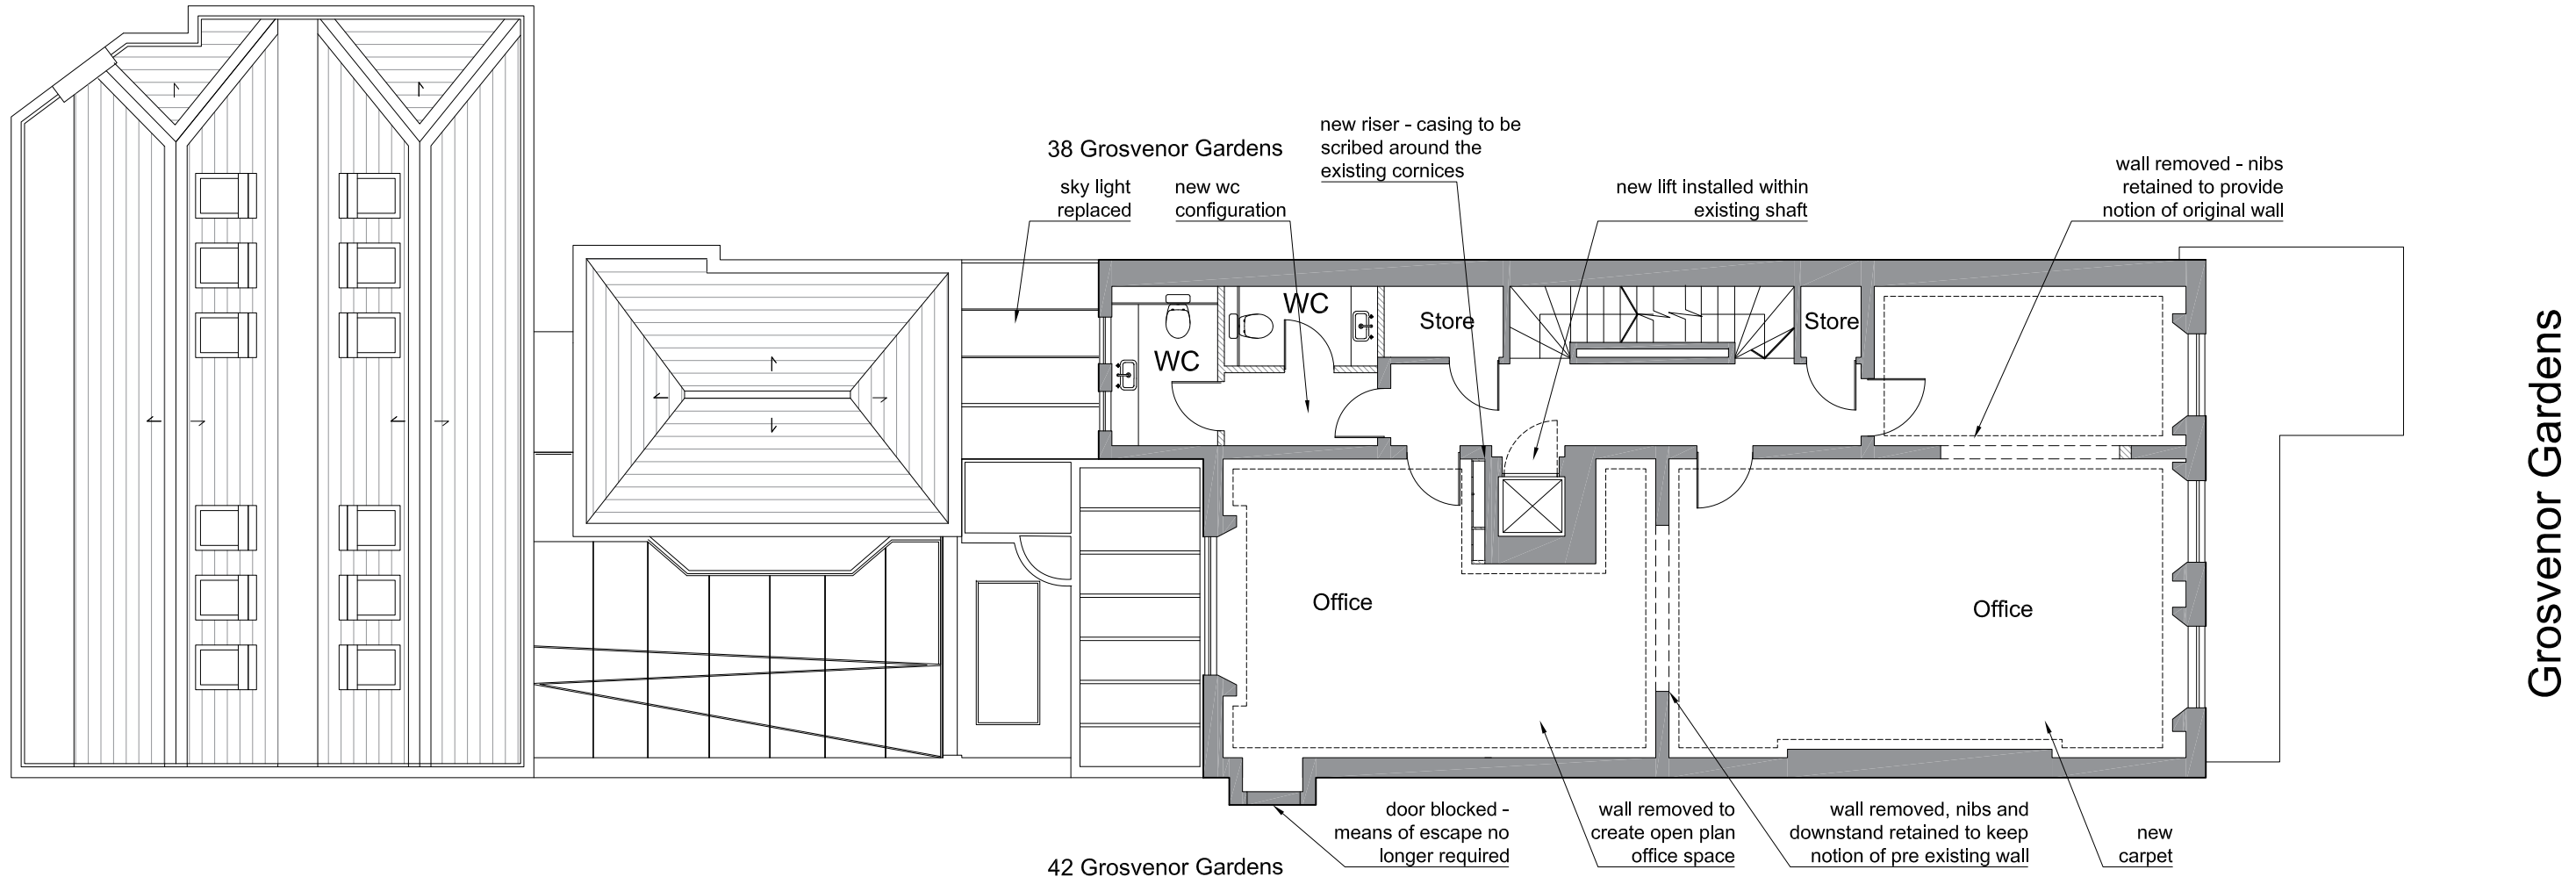 new riser - casing to be
scribed around the
existing cornices
38 Grosvenor Gardens
sky light
replaced
new wc
configuration
new lift installed within
existing shaft
wall removed - nibs
retained to provide
notion of original wall
WC
WC
Store
Store
Grosvenor Gardens
Office
Office
door blocked -
means of escape no
longer required
wall removed to
create open plan
office space
wall removed, nibs and
downstand retained to keep
notion of pre existing wall
new
carpet
42 Grosvenor Gardens